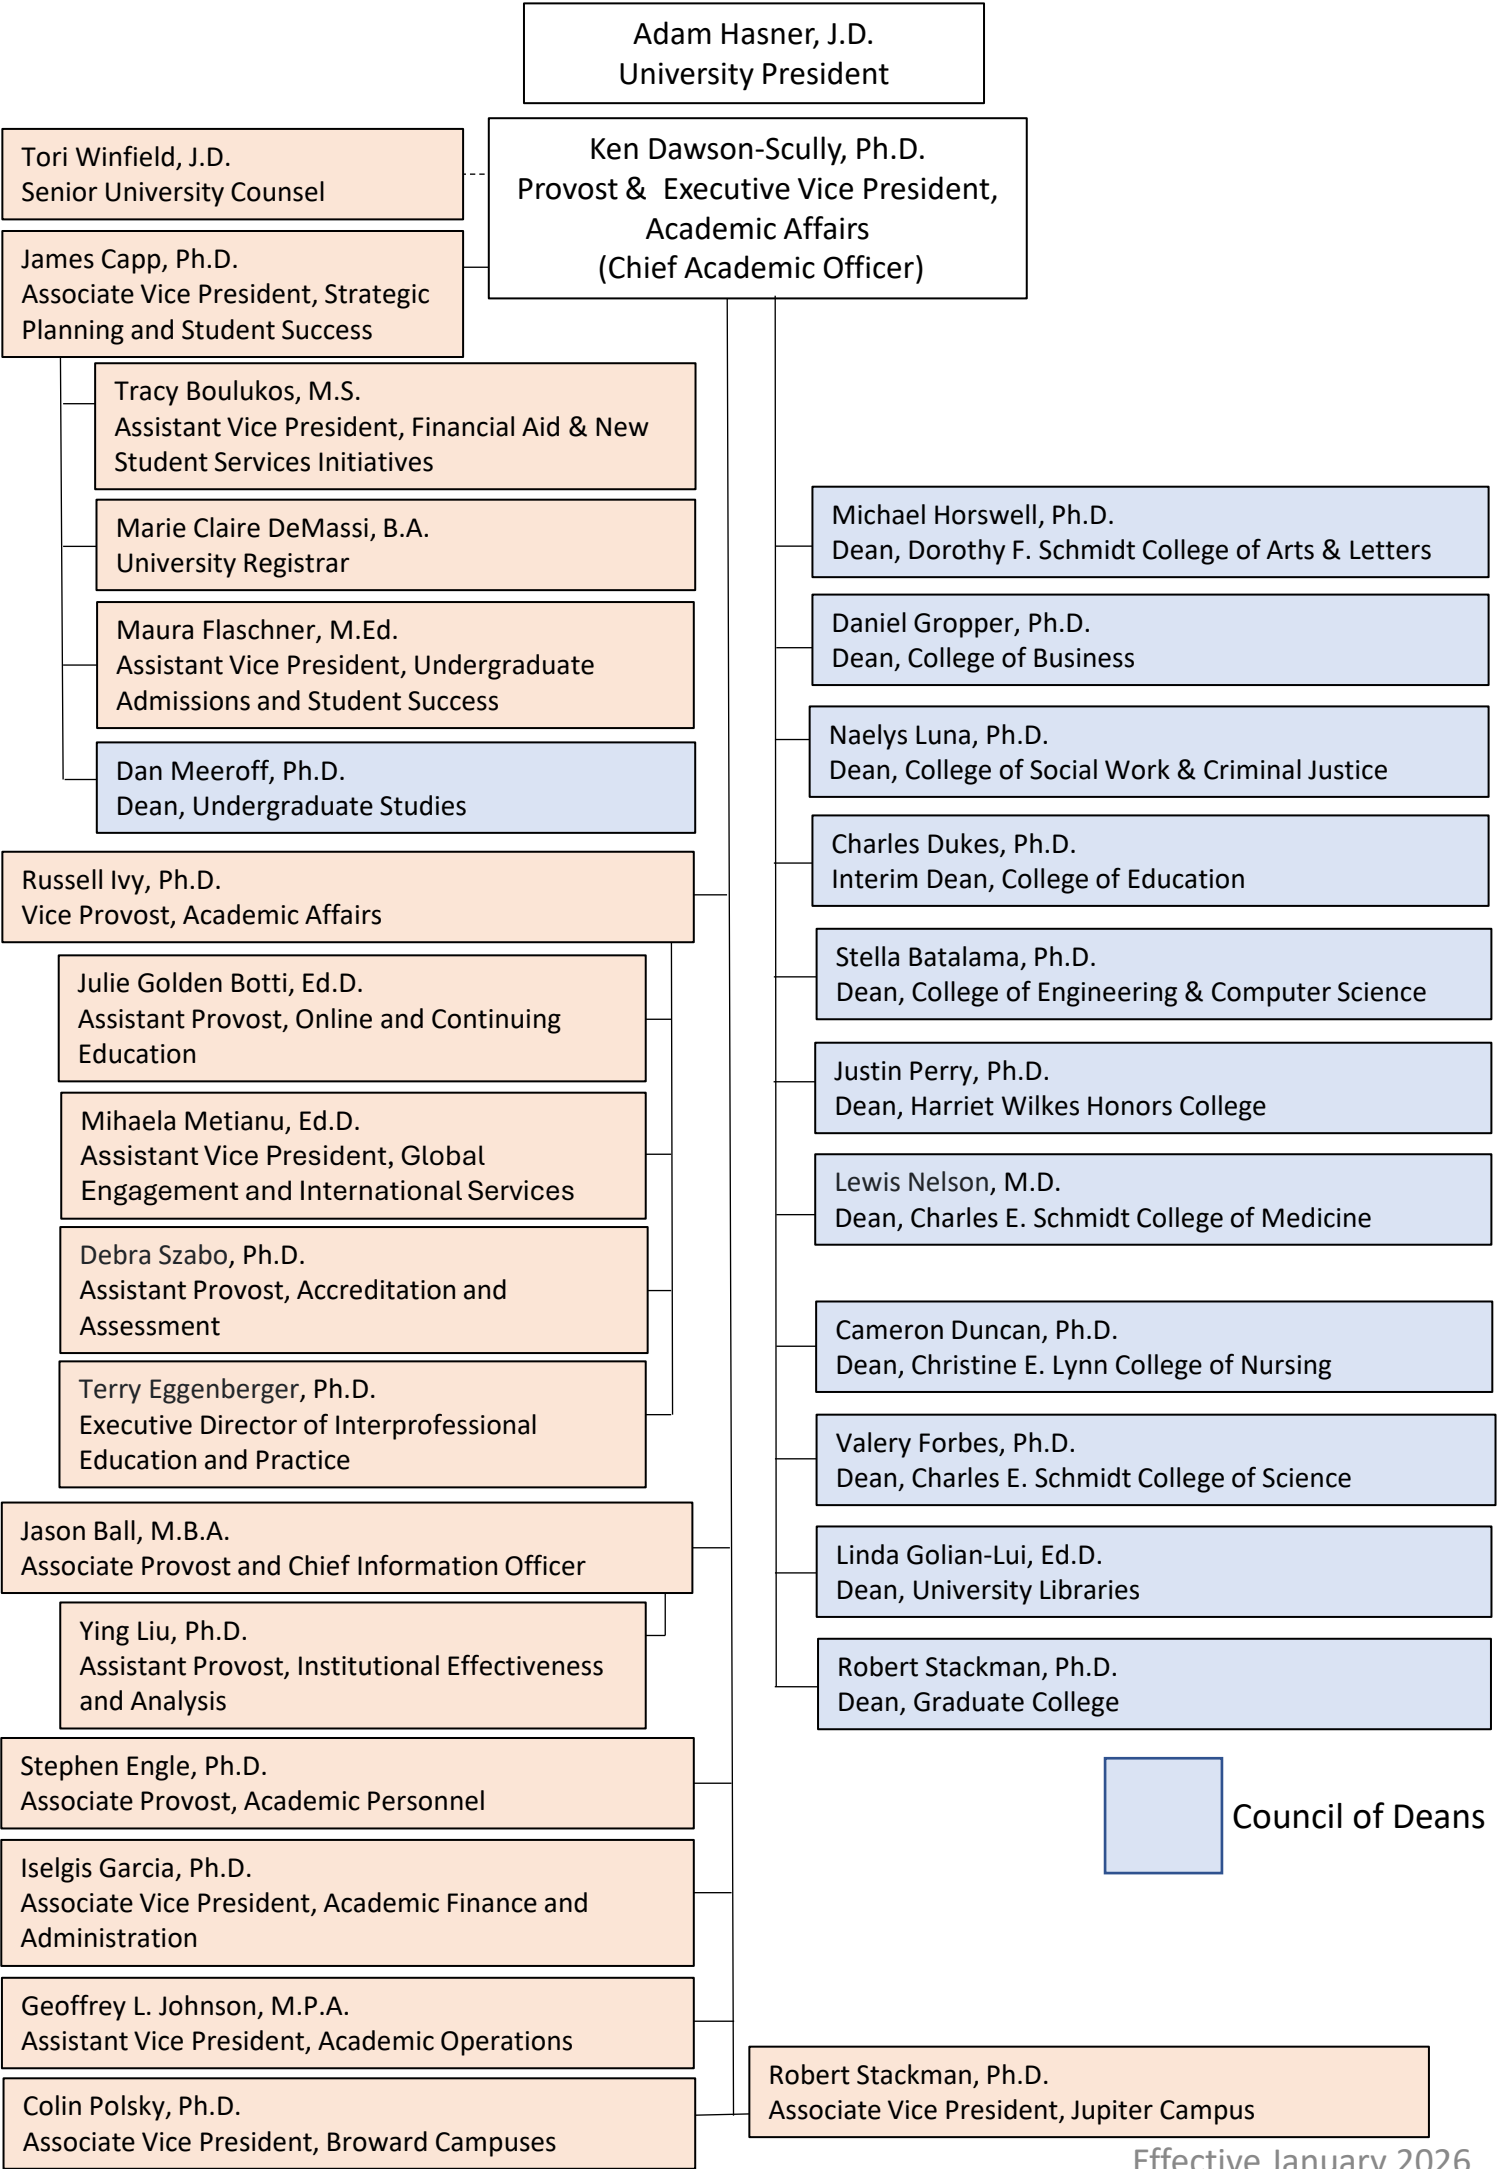 Adam Hasner, J.D.
University President
Ken Dawson-Scully, Ph.D.
Provost & Executive Vice President,
Academic Affairs
(Chief Academic Officer)
Tori Winfield, J.D.
Senior University Counsel
James Capp, Ph.D.
Associate Vice President, Strategic
Planning and Student Success
Tracy Boulukos, M.S.
Assistant Vice President, Financial Aid & New
Student Services Initiatives
Marie Claire DeMassi, B.A.
University Registrar
Maura Flaschner, M.Ed.
Assistant Vice President, Undergraduate
Admissions and Student Success
Dan Meeroff, Ph.D.
Dean, Undergraduate Studies
Russell Ivy, Ph.D.
Vice Provost, Academic Affairs
Julie Golden Botti, Ed.D.
Assistant Provost, Online and Continuing
Education
Mihaela Metianu, Ed.D.
Assistant Vice President, Global
Engagement and International Services
Debra Szabo, Ph.D.
Assistant Provost, Accreditation and
Assessment
Terry Eggenberger, Ph.D.
Executive Director of Interprofessional
Education and Practice
Jason Ball, M.B.A.
Associate Provost and Chief Information Officer
Ying Liu, Ph.D.
Assistant Provost, Institutional Effectiveness
and Analysis
Stephen Engle, Ph.D.
Associate Provost, Academic Personnel
Iselgis Garcia, Ph.D.
Associate Vice President, Academic Finance and
Administration
Geoffrey L. Johnson, M.P.A.
Assistant Vice President, Academic Operations
Colin Polsky, Ph.D.
Associate Vice President, Broward Campuses
Michael Horswell, Ph.D.
Dean, Dorothy F. Schmidt College of Arts & Letters
Daniel Gropper, Ph.D.
Dean, College of Business
Naelys Luna, Ph.D.
Dean, College of Social Work & Criminal Justice
Charles Dukes, Ph.D.
Interim Dean, College of Education
Stella Batalama, Ph.D.
Dean, College of Engineering & Computer Science
Justin Perry, Ph.D.
Dean, Harriet Wilkes Honors College
Lewis Nelson, M.D.
Dean, Charles E. Schmidt College of Medicine
Cameron Duncan, Ph.D.
Dean, Christine E. Lynn College of Nursing
Valery Forbes, Ph.D.
Dean, Charles E. Schmidt College of Science
Linda Golian-Lui, Ed.D.
Dean, University Libraries
Robert Stackman, Ph.D.
Dean, Graduate College
Council of Deans
Robert Stackman, Ph.D.
Associate Vice President, Jupiter Campus
Effective January 2026